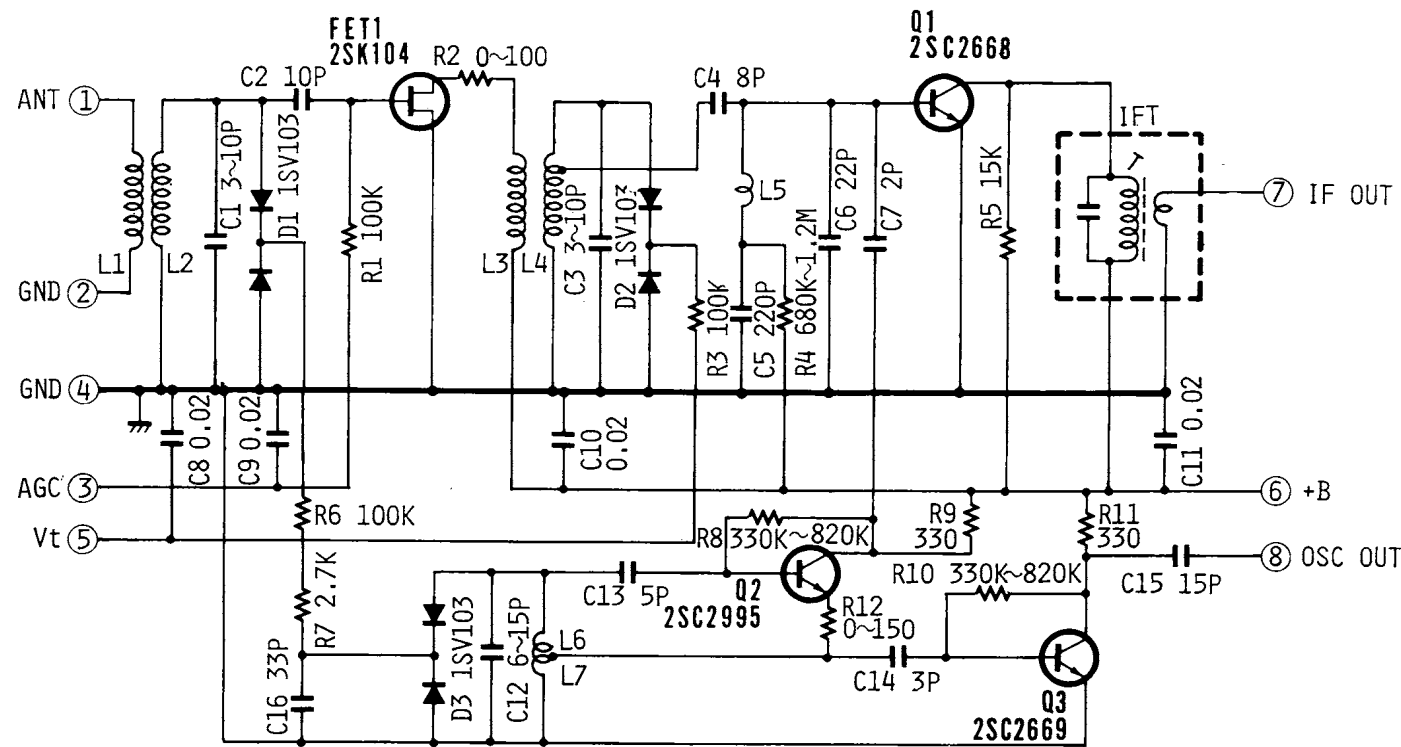 FET1
2SK104
Q1
2SC2668
R2 0~100
C2 10P
C4 8P
ANT ①
IFT
C1 3~10P
D1 1SV103
R1 100K
L1
L2
L3
L4
C3 3~10P
D2 1SV103
R3 100K
L5
C5 220P
R4 680K~1.2M
C6 22P
C7 2P
R5 15K
⑦ IF OUT
GND ②
GND ④
C8 0.02
C9 0.02
C10
0.02
C11 0.02
AGC ③
⑥ +B
Vt ⑤
R6 100K
R8 330K~820K
R9
330
R11
330
⑧ OSC OUT
C15 15P
R10 330K~820K
R7 2.7K
C13 5P
Q2
2SC2995
R12
0~150
C16 33P
D3 1SV103
C12 6~15P
L6
L7
C14 3P
Q3
2SC2669